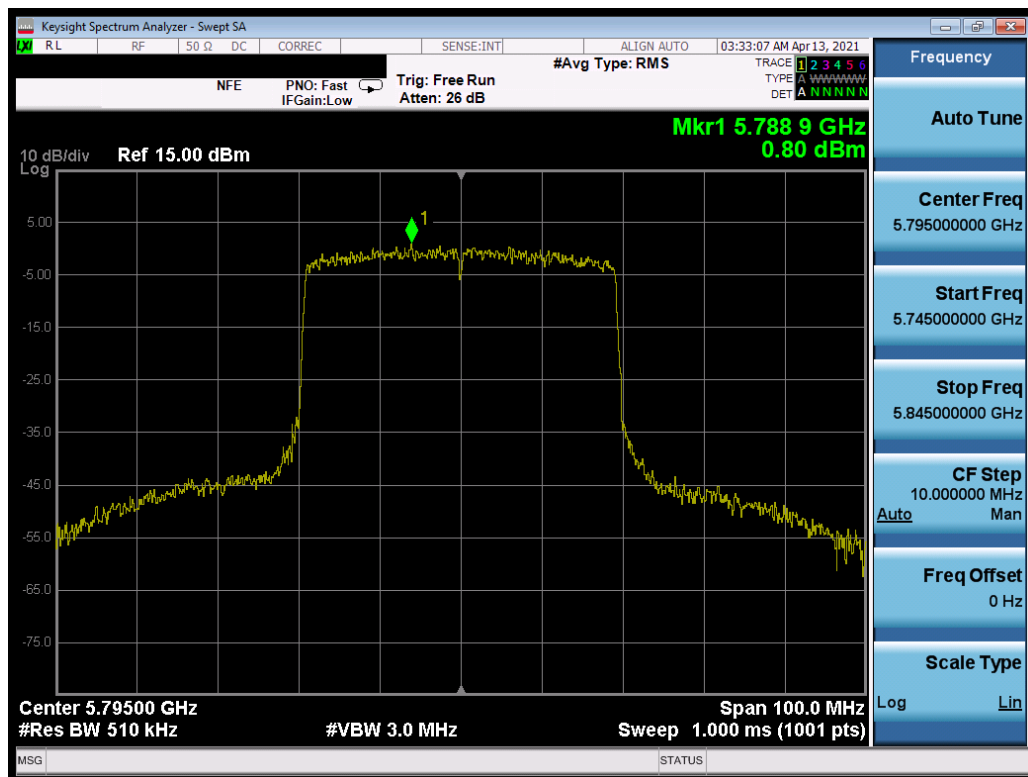 Keysight Spectrum Analyzer - Swept SA
LXI RL RF 50 Ω DC CORREC SENSE:INT ALIGN AUTO 03:33:07 AM Apr 13, 2021
NFE PNO: Fast IFGain:Low Trig: Free Run Atten: 26 dB #Avg Type: RMS
TRACE 1 2 3 4 5 6
TYPE A WWWWW
DET A N N N N N
Mkr1 5.788 9 GHz
0.80 dBm
10 dB/div Ref 15.00 dBm
Log
1
5.00
-5.00
-15.0
-25.0
-35.0
-45.0
-55.0
-65.0
-75.0
Center 5.79500 GHz Span 100.0 MHz
#Res BW 510 kHz #VBW 3.0 MHz Sweep 1.000 ms (1001 pts)
MSG STATUS
Frequency
Auto Tune
Center Freq
5.795000000 GHz
Start Freq
5.745000000 GHz
Stop Freq
5.845000000 GHz
CF Step
10.000000 MHz
Auto Man
Freq Offset
0 Hz
Scale Type
Log Lin